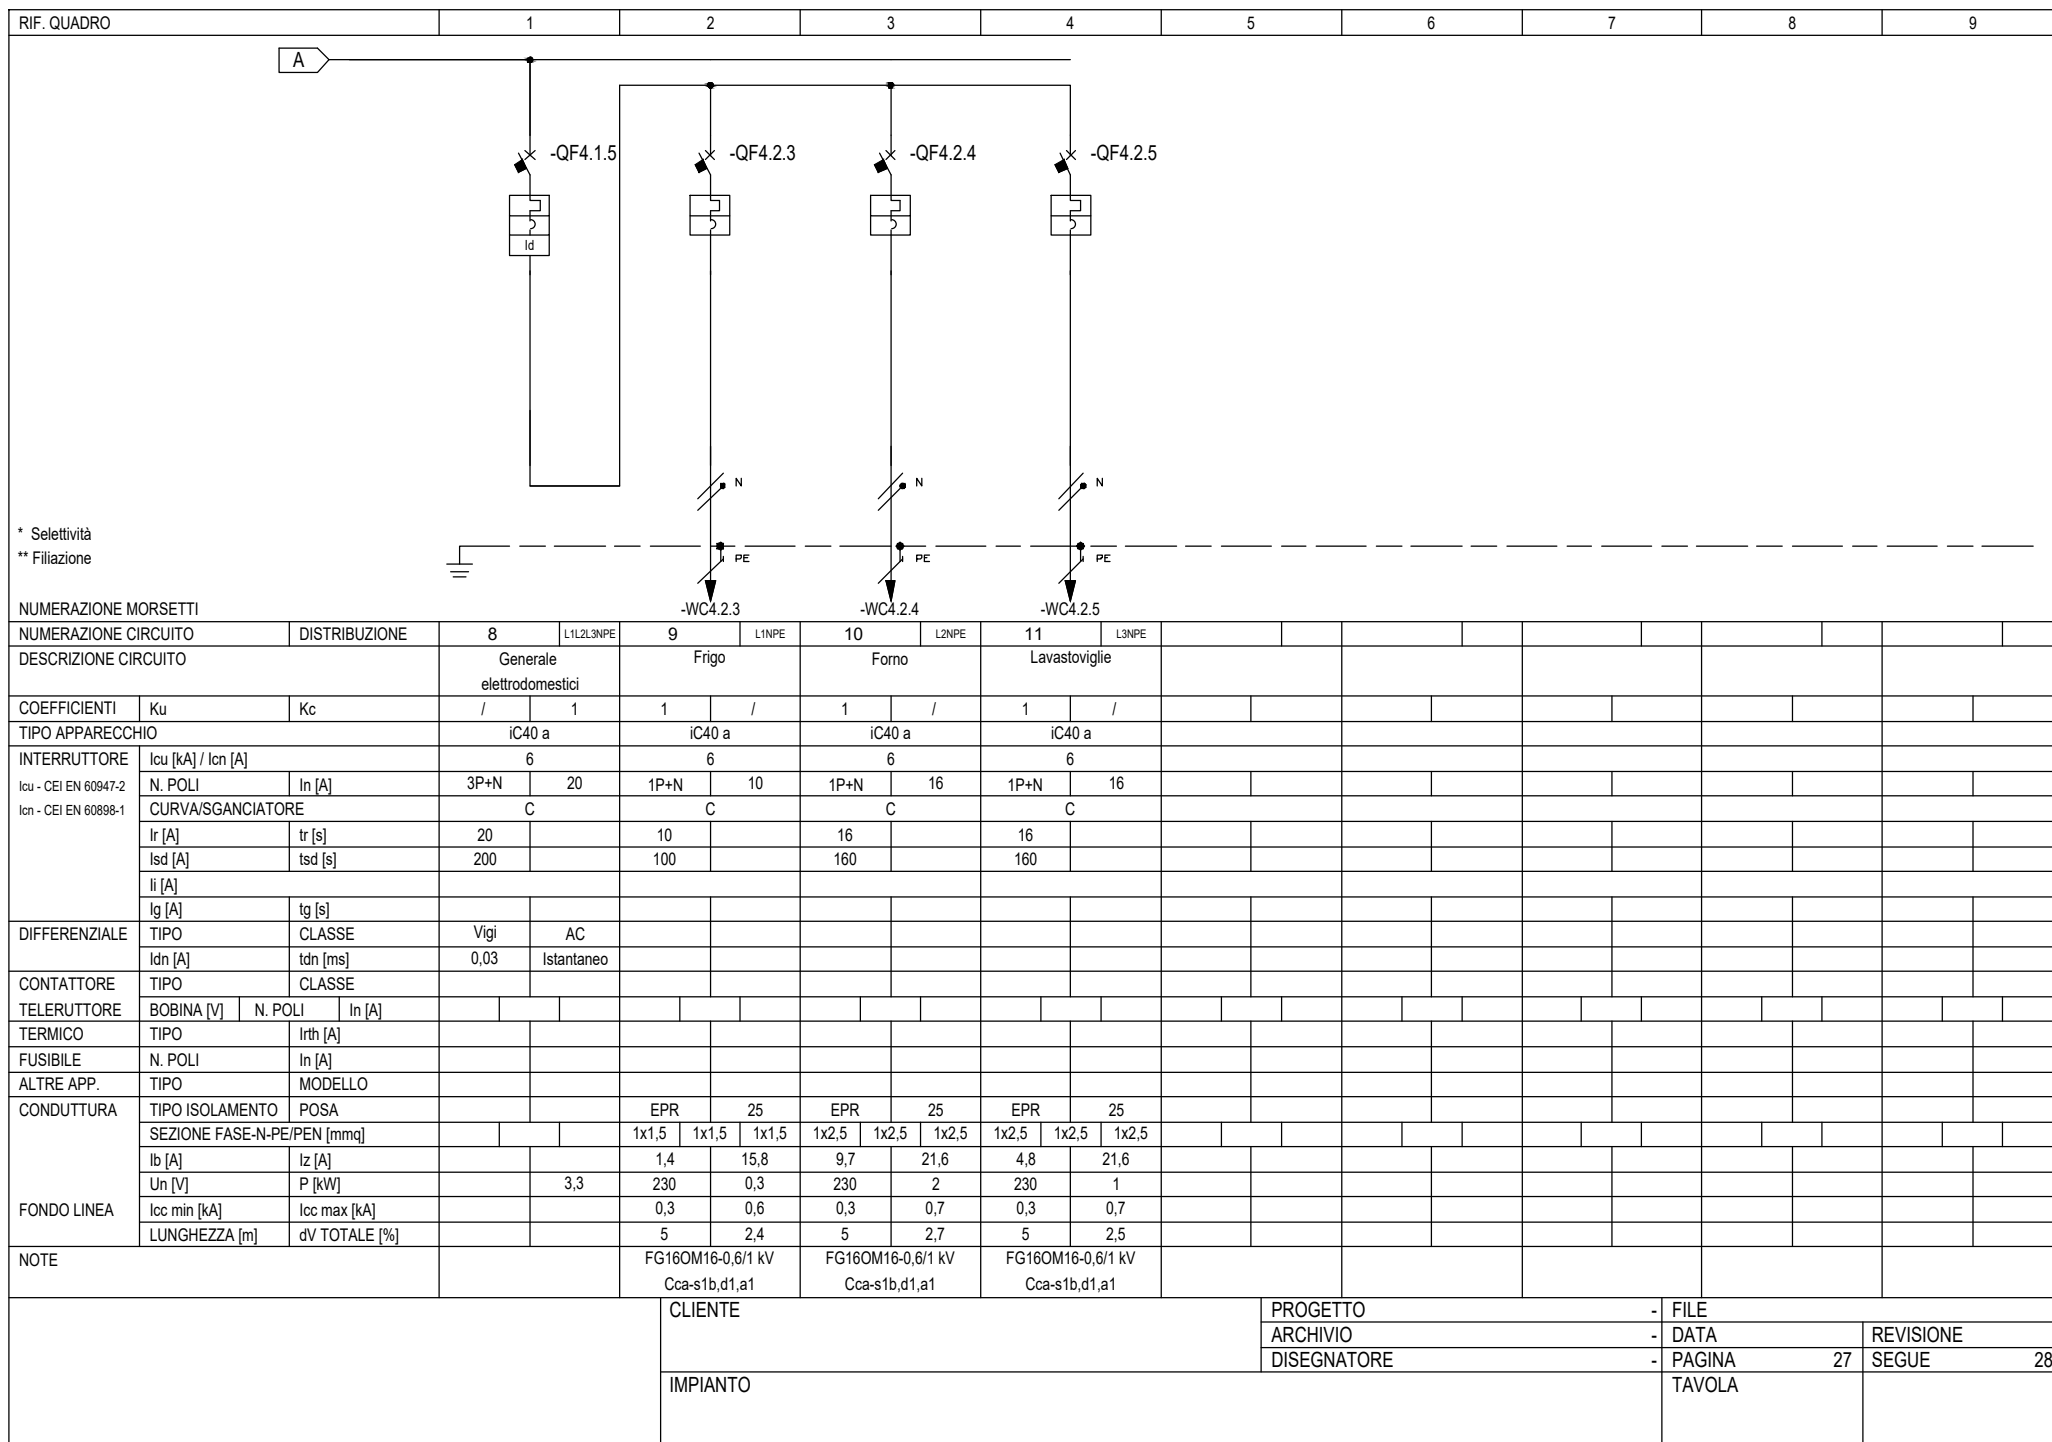 RIF. QUADRO 1 2 3 4 5 6 7 8 9
A
-QF4.1.5 -QF4.2.3 -QF4.2.4 -QF4.2.5
Id
N N N
* Selettività
** Filiazione
PE PE PE
NUMERAZIONE MORSETTI -WC4.2.3 -WC4.2.4 -WC4.2.5
NUMERAZIONE CIRCUITO DISTRIBUZIONE 8 L1L2L3NPE 9 L1NPE 10 L2NPE 11 L3NPE
DESCRIZIONE CIRCUITO Generale Frigo Forno Lavastoviglie
elettrodomestici
COEFFICIENTI Ku Kc / 1 1 / 1 / 1 /
TIPO APPARECCHIO iC40 a iC40 a iC40 a iC40 a
INTERRUTTORE Icu [kA] / Icn [A] 6 6 6 6
Icu - CEI EN 60947-2 N. POLI In [A] 3P+N 20 1P+N 10 1P+N 16 1P+N 16
Icn - CEI EN 60898-1 CURVA/SGANCIATORE C C C C
Ir [A] tr [s] 20 10 16 16
Isd [A] tsd [s] 200 100 160 160
Ii [A]
Ig [A] tg [s]
DIFFERENZIALE TIPO CLASSE Vigi AC
Idn [A] tdn [ms] 0,03 Istantaneo
CONTATTORE TIPO CLASSE
TELERUTTORE BOBINA [V] N. POLI In [A]
TERMICO TIPO Irth [A]
FUSIBILE N. POLI In [A]
ALTRE APP. TIPO MODELLO
CONDUTTURA TIPO ISOLAMENTO POSA EPR 25 EPR 25 EPR 25
SEZIONE FASE-N-PE/PEN [mmq] 1x1,5 1x1,5 1x1,5 1x2,5 1x2,5 1x2,5 1x2,5 1x2,5 1x2,5
Ib [A] Iz [A] 1,4 15,8 9,7 21,6 4,8 21,6
Un [V] P [kW] 3,3 230 0,3 230 2 230 1
FONDO LINEA Icc min [kA] Icc max [kA] 0,3 0,6 0,3 0,7 0,3 0,7
LUNGHEZZA [m] dV TOTALE [%] 5 2,4 5 2,7 5 2,5
NOTE FG16OM16-0,6/1 kV FG16OM16-0,6/1 kV FG16OM16-0,6/1 kV
Cca-s1b,d1,a1 Cca-s1b,d1,a1 Cca-s1b,d1,a1
CLIENTE PROGETTO - FILE
ARCHIVIO - DATA REVISIONE
DISEGNATORE - PAGINA 27 SEGUE 28
IMPIANTO TAVOLA